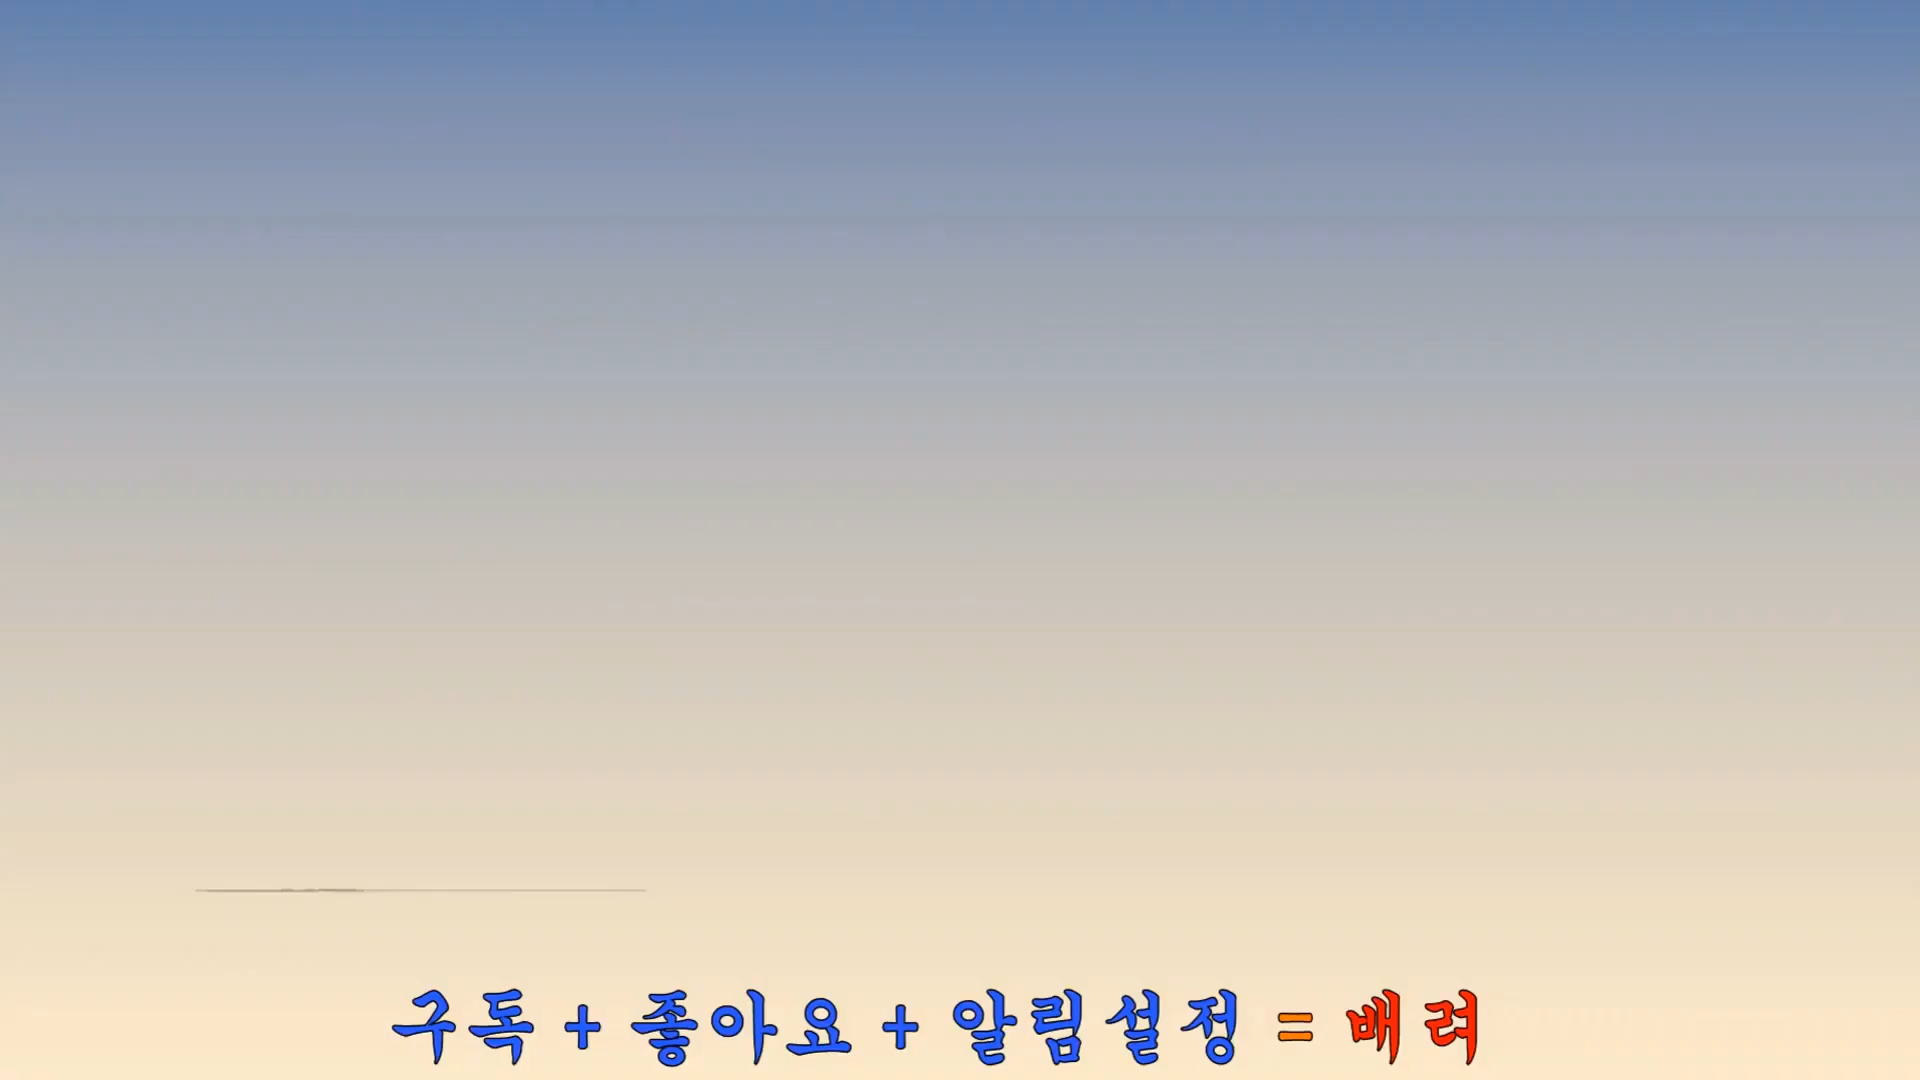 구독 + 좋아요 + 알림설정 = 배려